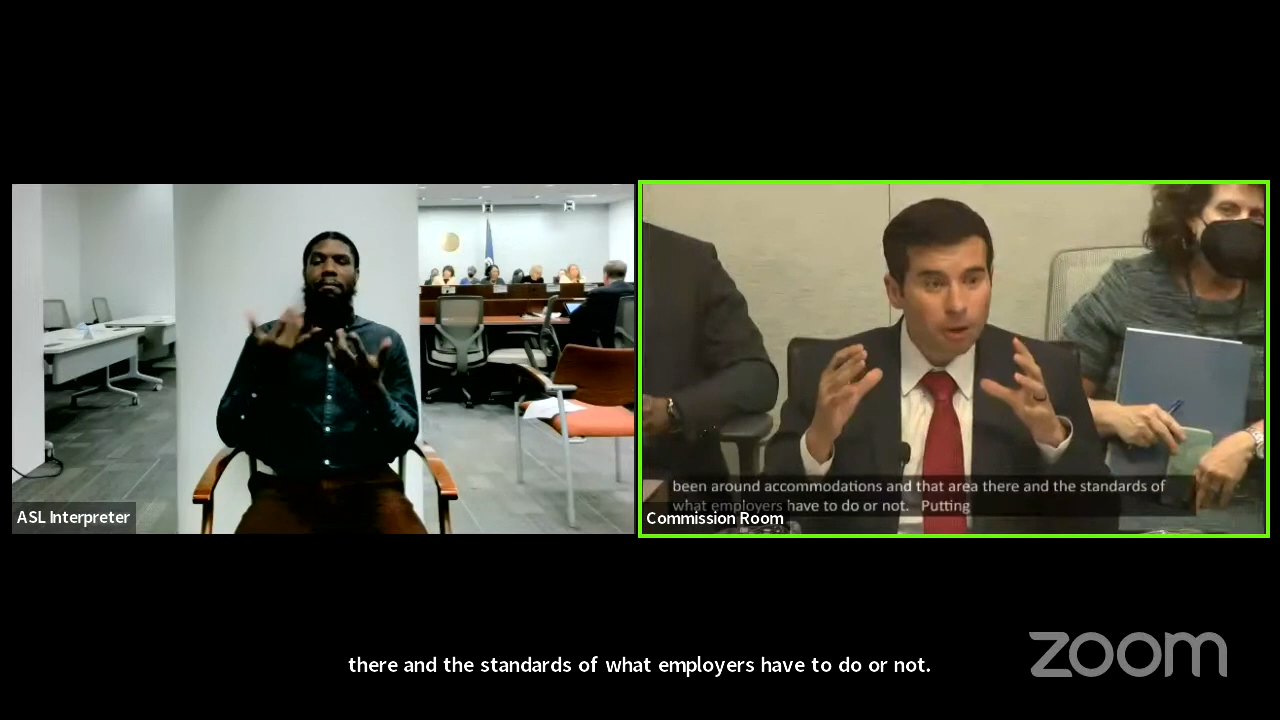 ASL Interpreter
been around accommodations and that area there and the standards of
what employers have to do or not. Putting
Commission Room
there and the standards of what employers have to do or not.
zoom